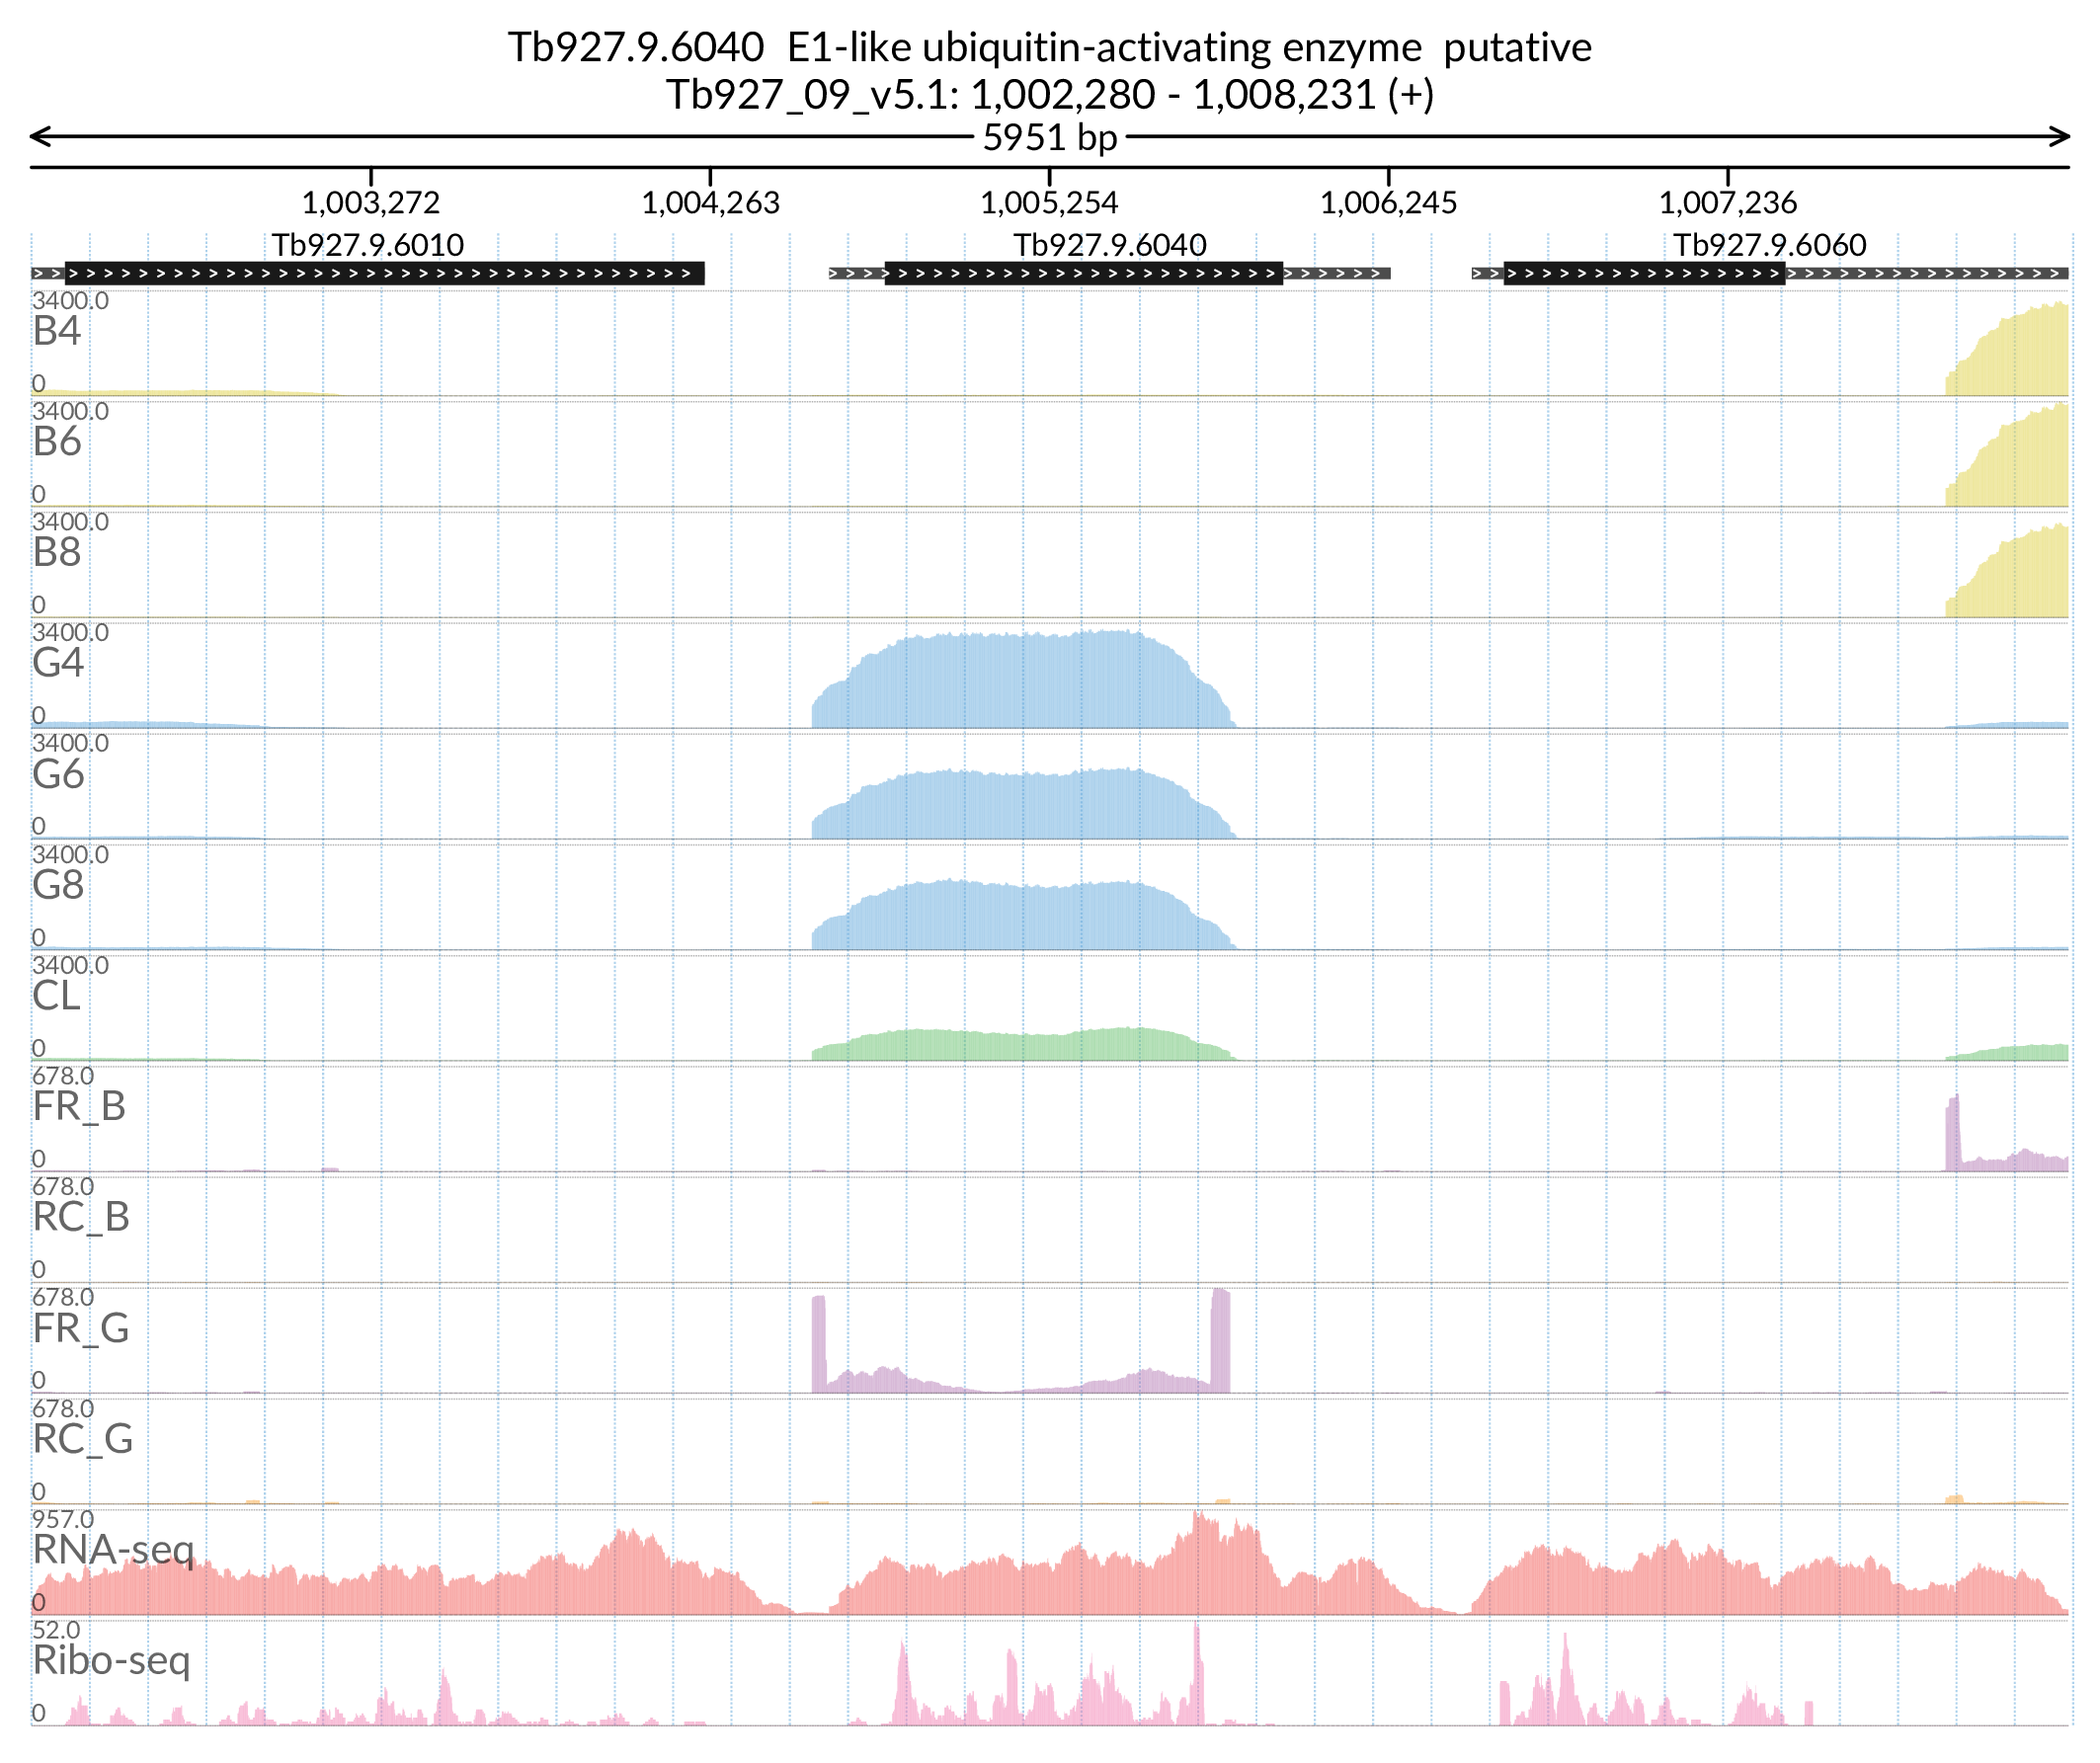 Tb927.9.6040 E1-like ubiquitin-activating enzyme putative
Tb927_09_v5.1: 1,002,280 - 1,008,231 (+)
5951 bp
1,003,272 1,004,263 1,005,254 1,006,245 1,007,236
Tb927.9.6010 Tb927.9.6040 Tb927.9.6060
3400.0
B4
0
3400.0
B6
0
3400.0
B8
0
3400.0
G4
0
3400.0
G6
0
3400.0
G8
0
3400.0
CL
0
678.0
FR_B
0
678.0
RC_B
0
678.0
FR_G
0
678.0
RC_G
0
957.0
RNA-seq
0
52.0
Ribo-seq
0